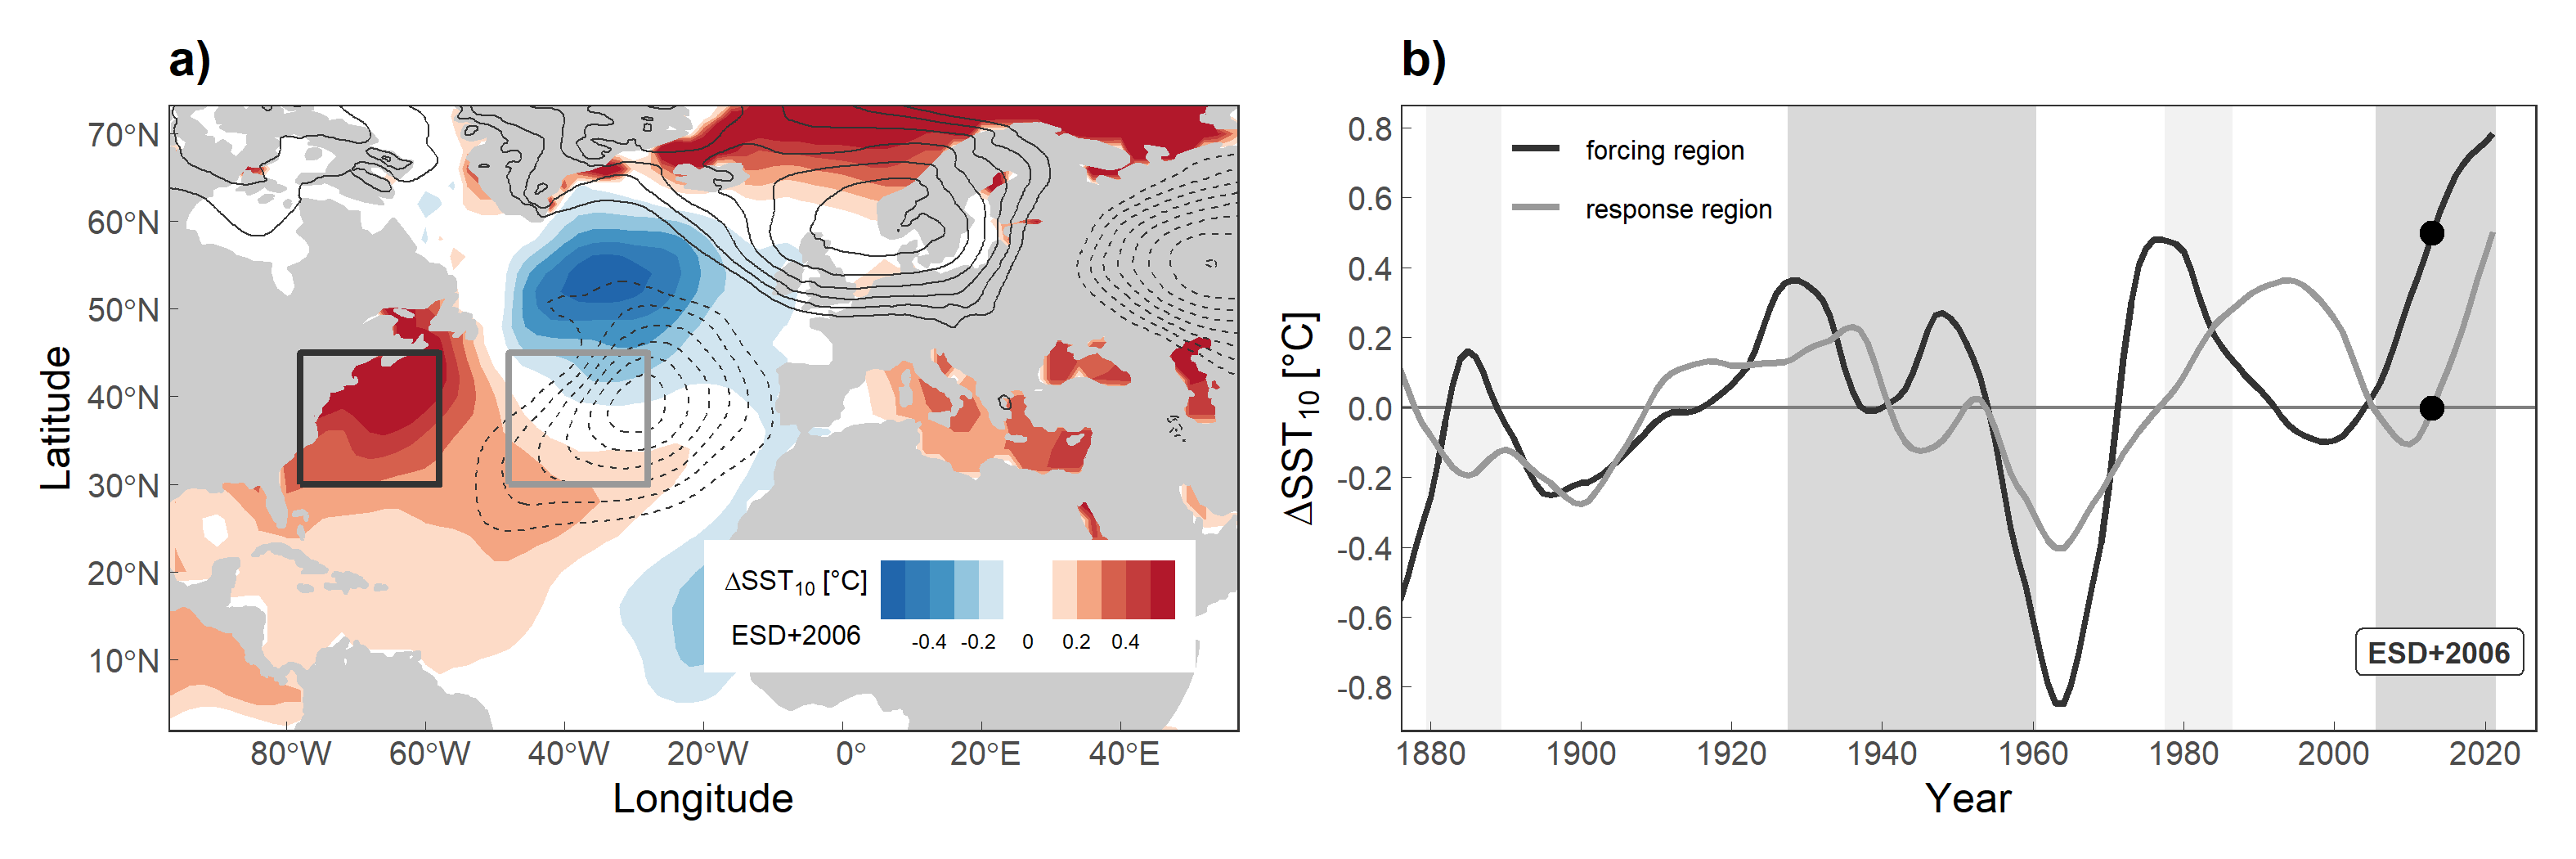 a)
70°N
60°N
50°N
40°N
30°N
20°N
10°N
Latitude
ΔSST₁₀ [°C]
ESD+2006
-0.4 -0.2 0 0.2 0.4
80°W 60°W 40°W 20°W 0° 20°E 40°E
Longitude
b)
0.8
0.6
0.4
0.2
0.0
-0.2
-0.4
-0.6
-0.8
ΔSST₁₀ [°C]
forcing region
response region
ESD+2006
1880 1900 1920 1940 1960 1980 2000 2020
Year